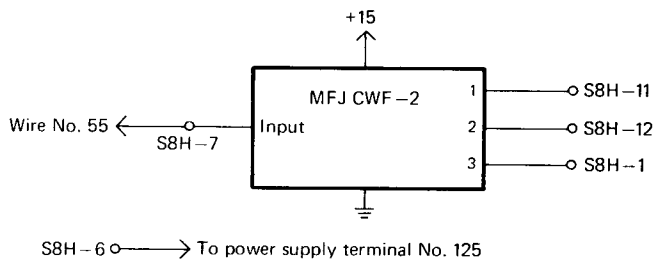 +15
MFJ CWF–2
1 S8H–11
Wire No. 55 Input 2 S8H–12
S8H–7
3 S8H–1
S8H–6 To power supply terminal No. 125